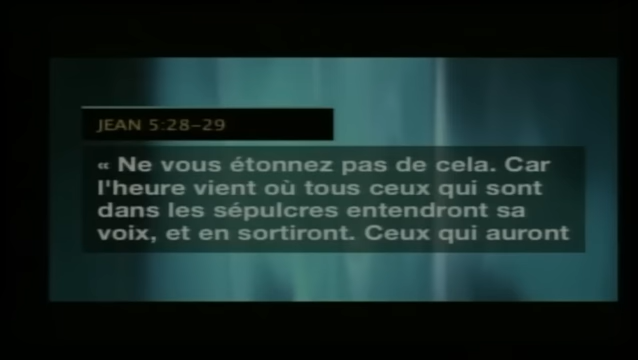 JEAN 5:28–29
« Ne vous étonnez pas de cela. Car
l'heure vient où tous ceux qui sont
dans les sépulcres entendront sa
voix, et en sortiront. Ceux qui auront